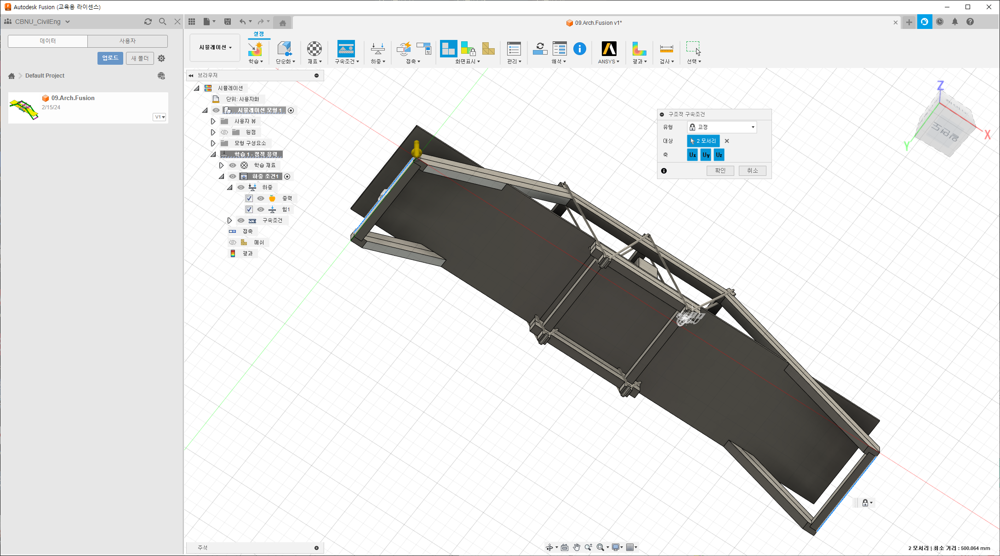 Autodesk Fusion (교육용 라이센스)
CBNU_CivilEng
09.Arch.Fusion v1*
데이터
사용자
업로드
새 폴더
Default Project
09.Arch.Fusion
2/15/24
V1
설정
시뮬레이션
학습
단순화
재료
구속조건
하중
접촉
화면표시
관리
해석
ANSYS
결과
검사
선택
브라우저
시뮬레이션
단위: 사용자화
시뮬레이션 모형 1
사용자 뷰
원점
모형 구성요소
학습 1 - 정적 응력
학습 재료
하중 조건1
하중
중력
힘1
구속조건
접촉
메쉬
결과
구조적 구속조건
유형
고정
대상
2 모서리
축
Ux
Uy
Uz
확인
취소
Z
X
Y
주석
2 모서리 | 최소 거리 : 500.064 mm